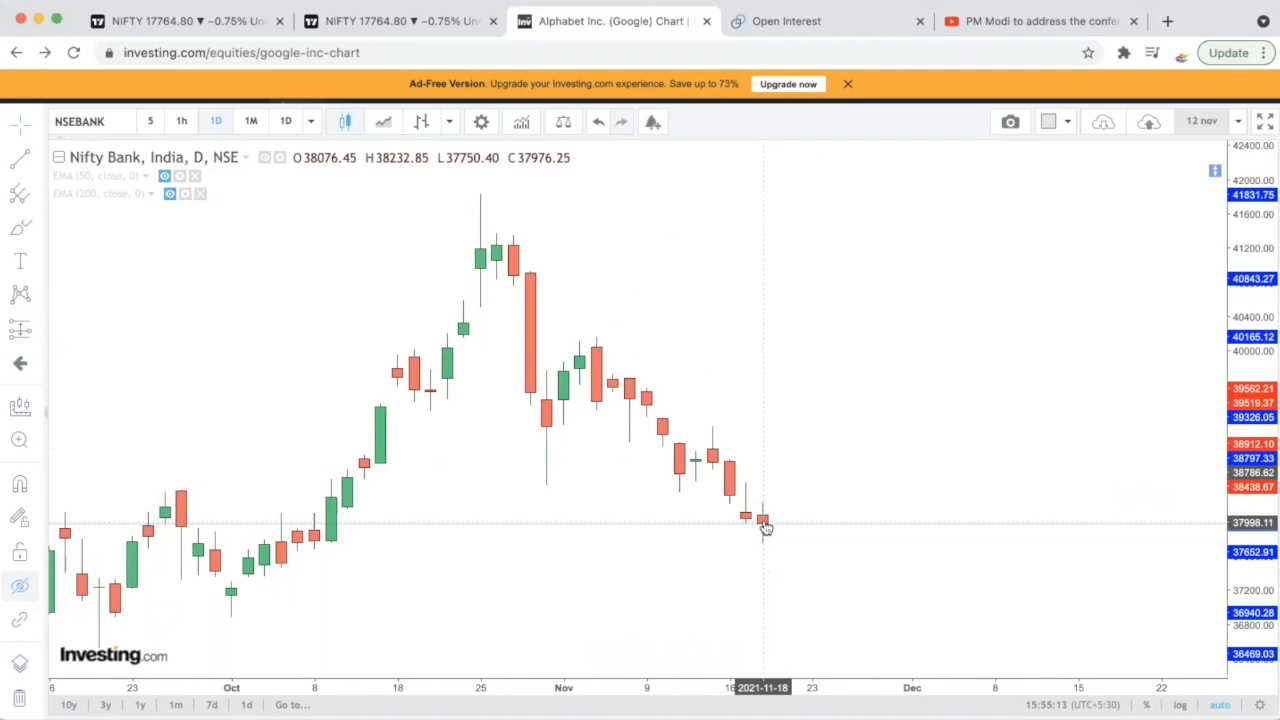 NIFTY 17764.80 ▼ −0.75% Un
NIFTY 17764.80 ▼ −0.75% Un
Alphabet Inc. (Google) Chart |
Open Interest
PM Modi to address the confe
investing.com/equities/google-inc-chart
Update
Ad-Free Version. Upgrade your Investing.com experience. Save up to 73%
Upgrade now
NSEBANK
5
1h
1D
1M
1D
12 nov
Nifty Bank, India, D, NSE
O38076.45 H38232.85 L37750.40 C37976.25
EMA (50, close, 0)
EMA (200, close, 0)
42400.00
42000.00
41831.75
41600.00
41200.00
40843.27
40400.00
40165.12
40000.00
39562.21
39519.37
39326.05
38912.10
38797.33
38786.62
38438.67
37998.11
37652.91
37200.00
36940.28
36800.00
36469.03
Investing.com
6 23 Oct 8 18 25 Nov 9 16 2021-11-18 23 Dec 8 15 22
10y 3y 1y 1m 7d 1d Go to...
15:55:13 (UTC+5:30) % log auto